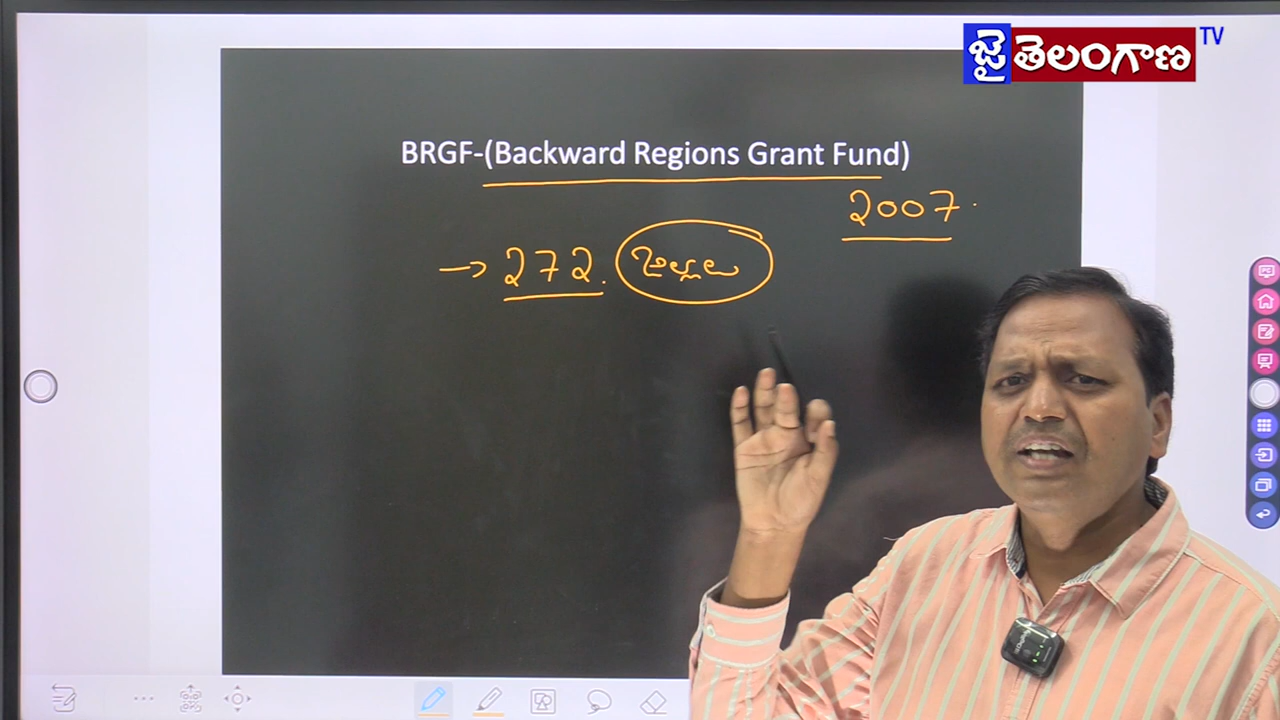 జై తెలంగాణ TV
BRGF-(Backward Regions Grant Fund)
2007.
→ 272. జిల్లాలు